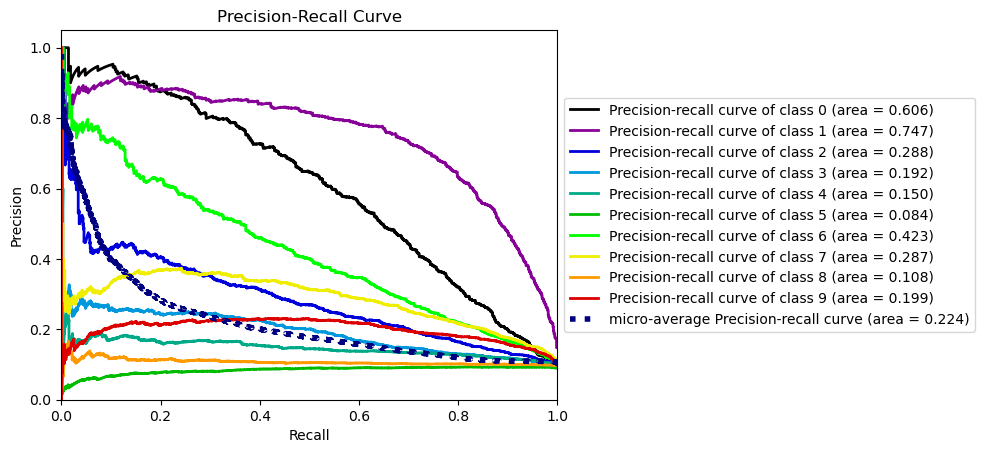 Precision-Recall Curve
1.0
0.8
0.6
0.4
0.2
0.0
Precision
0.0 0.2 0.4 0.6 0.8 1.0
Recall
Precision-recall curve of class 0 (area = 0.606)
Precision-recall curve of class 1 (area = 0.747)
Precision-recall curve of class 2 (area = 0.288)
Precision-recall curve of class 3 (area = 0.192)
Precision-recall curve of class 4 (area = 0.150)
Precision-recall curve of class 5 (area = 0.084)
Precision-recall curve of class 6 (area = 0.423)
Precision-recall curve of class 7 (area = 0.287)
Precision-recall curve of class 8 (area = 0.108)
Precision-recall curve of class 9 (area = 0.199)
micro-average Precision-recall curve (area = 0.224)